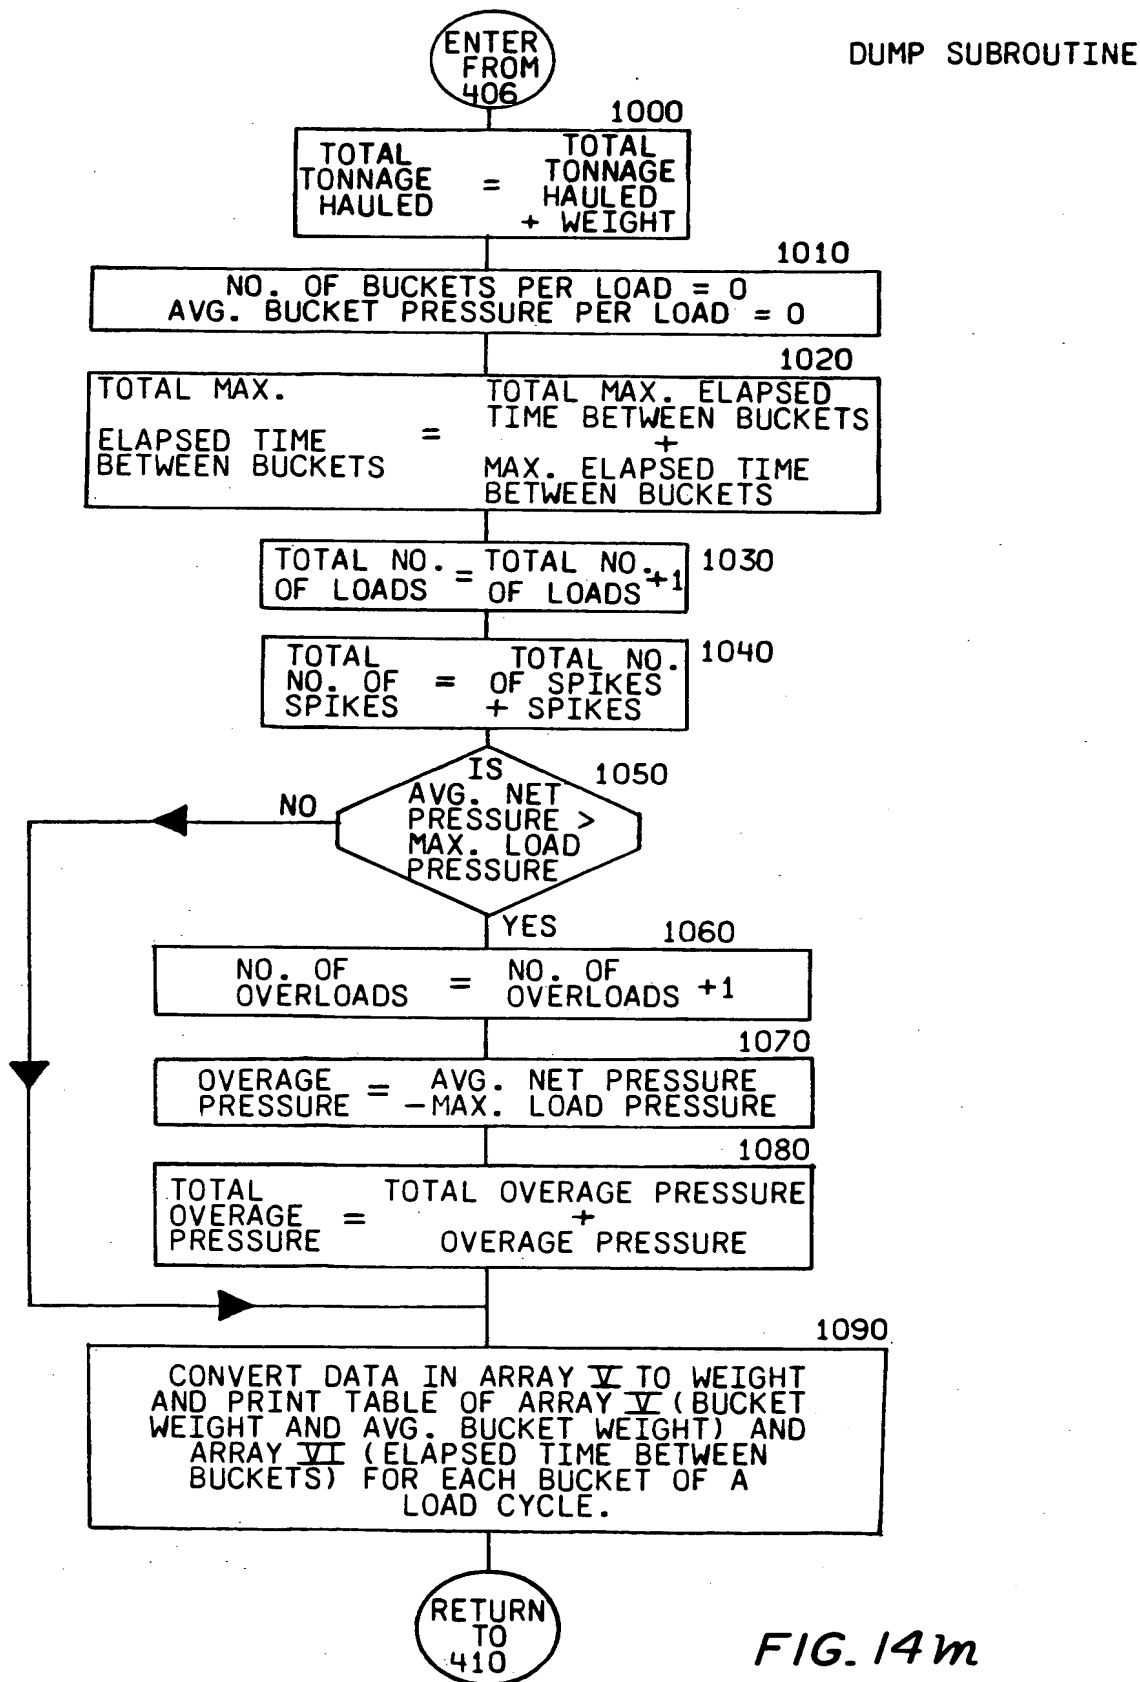 DUMP SUBROUTINE
ENTER
FROM
406
1000
TOTAL
TONNAGE
HAULED
=
TOTAL
TONNAGE
HAULED
+ WEIGHT
1010
NO. OF BUCKETS PER LOAD = 0
AVG. BUCKET PRESSURE PER LOAD = 0
1020
TOTAL MAX.
ELAPSED TIME
BETWEEN BUCKETS
=
TOTAL MAX. ELAPSED
TIME BETWEEN BUCKETS
+
MAX. ELAPSED TIME
BETWEEN BUCKETS
1030
TOTAL NO.
OF LOADS
=
TOTAL NO.
OF LOADS
+1
1040
TOTAL
NO. OF
SPIKES
=
TOTAL NO.
OF SPIKES
+ SPIKES
1050
IS
AVG. NET
PRESSURE >
MAX. LOAD
PRESSURE
NO
YES
1060
NO. OF
OVERLOADS
=
NO. OF
OVERLOADS
+1
1070
OVERAGE
PRESSURE
=
AVG. NET PRESSURE
-MAX. LOAD PRESSURE
1080
TOTAL
OVERAGE
PRESSURE
=
TOTAL OVERAGE PRESSURE
+
OVERAGE PRESSURE
1090
CONVERT DATA IN ARRAY V TO WEIGHT
AND PRINT TABLE OF ARRAY V (BUCKET
WEIGHT AND AVG. BUCKET WEIGHT) AND
ARRAY VI (ELAPSED TIME BETWEEN
BUCKETS) FOR EACH BUCKET OF A
LOAD CYCLE.
RETURN
TO
410
FIG. 14m